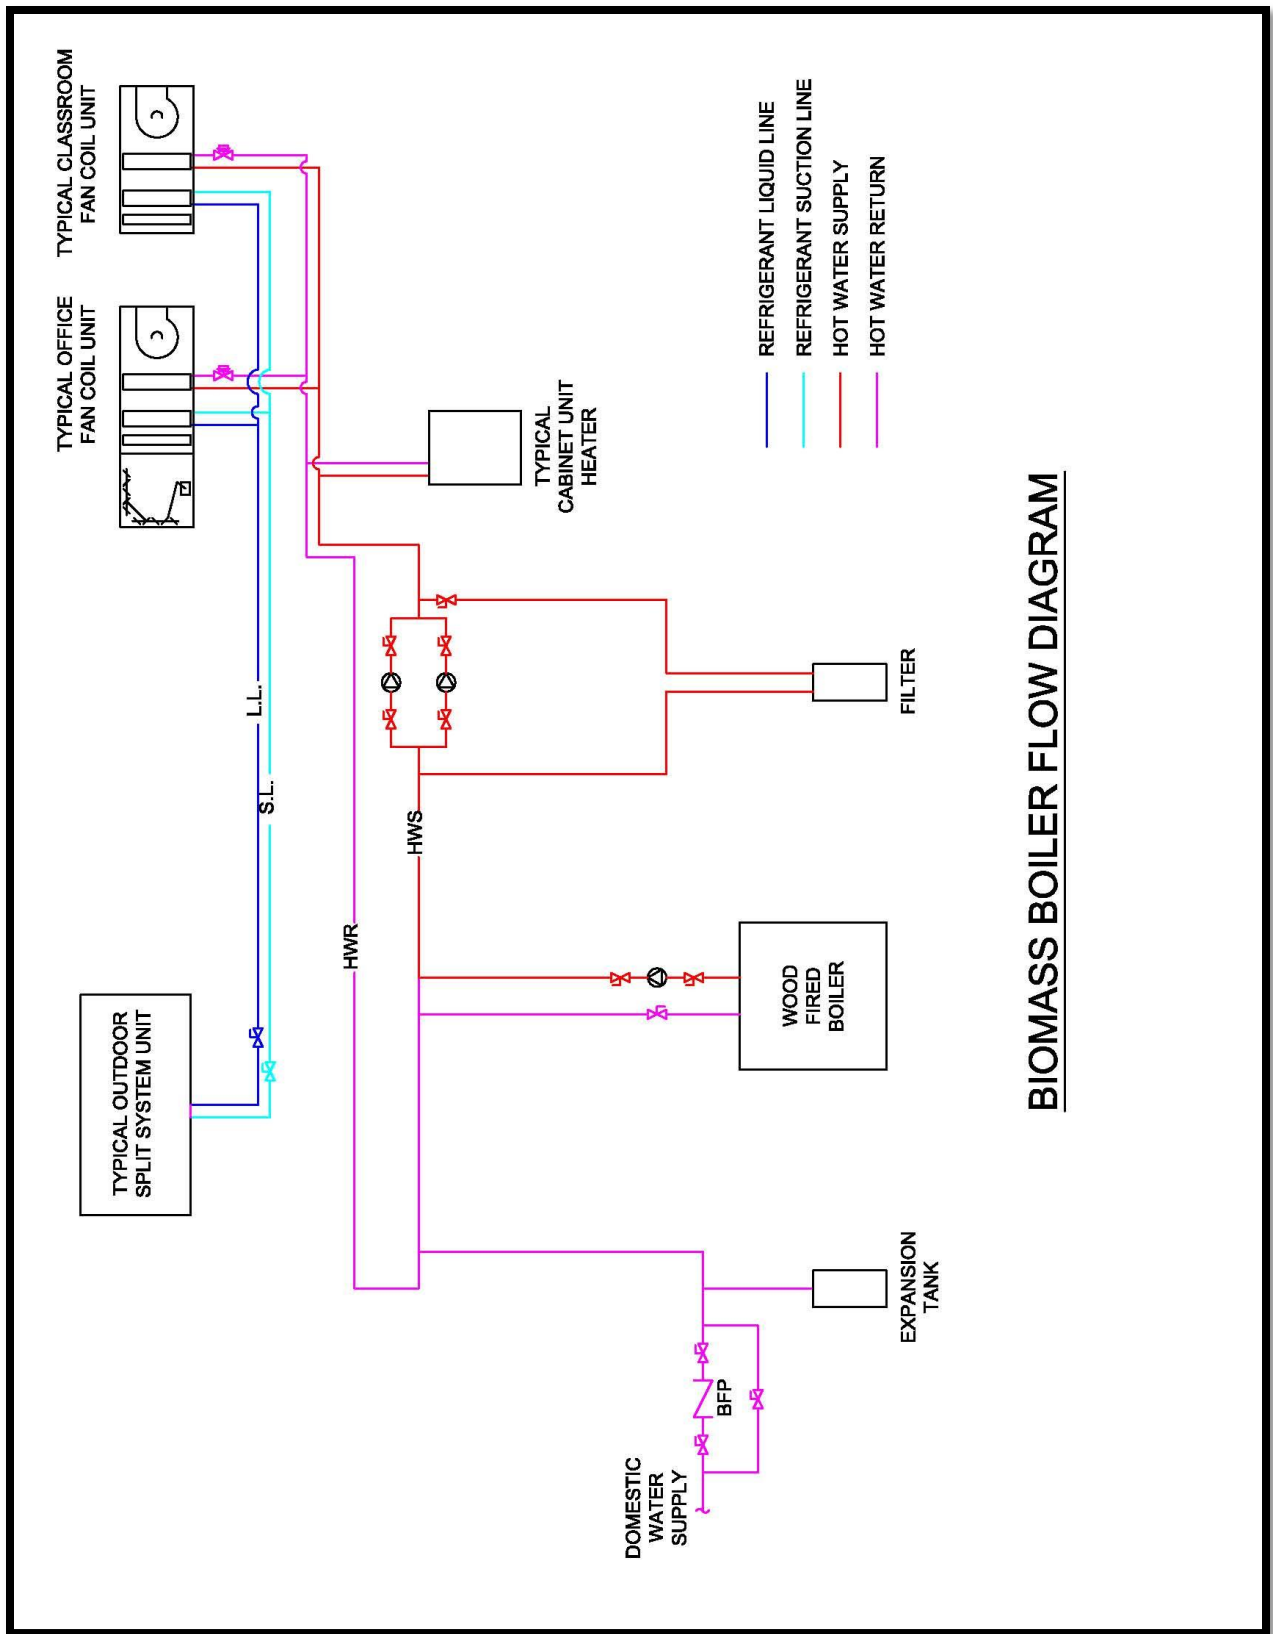 TYPICAL OUTDOOR
SPLIT SYSTEM UNIT
TYPICAL OFFICE
FAN COIL UNIT
TYPICAL CLASSROOM
FAN COIL UNIT
L.L.
S.L.
HWR
HWS
TYPICAL
CABINET UNIT
HEATER
DOMESTIC
WATER
SUPPLY
BFP
EXPANSION
TANK
WOOD
FIRED
BOILER
FILTER
REFRIGERANT LIQUID LINE
REFRIGERANT SUCTION LINE
HOT WATER SUPPLY
HOT WATER RETURN
BIOMASS BOILER FLOW DIAGRAM